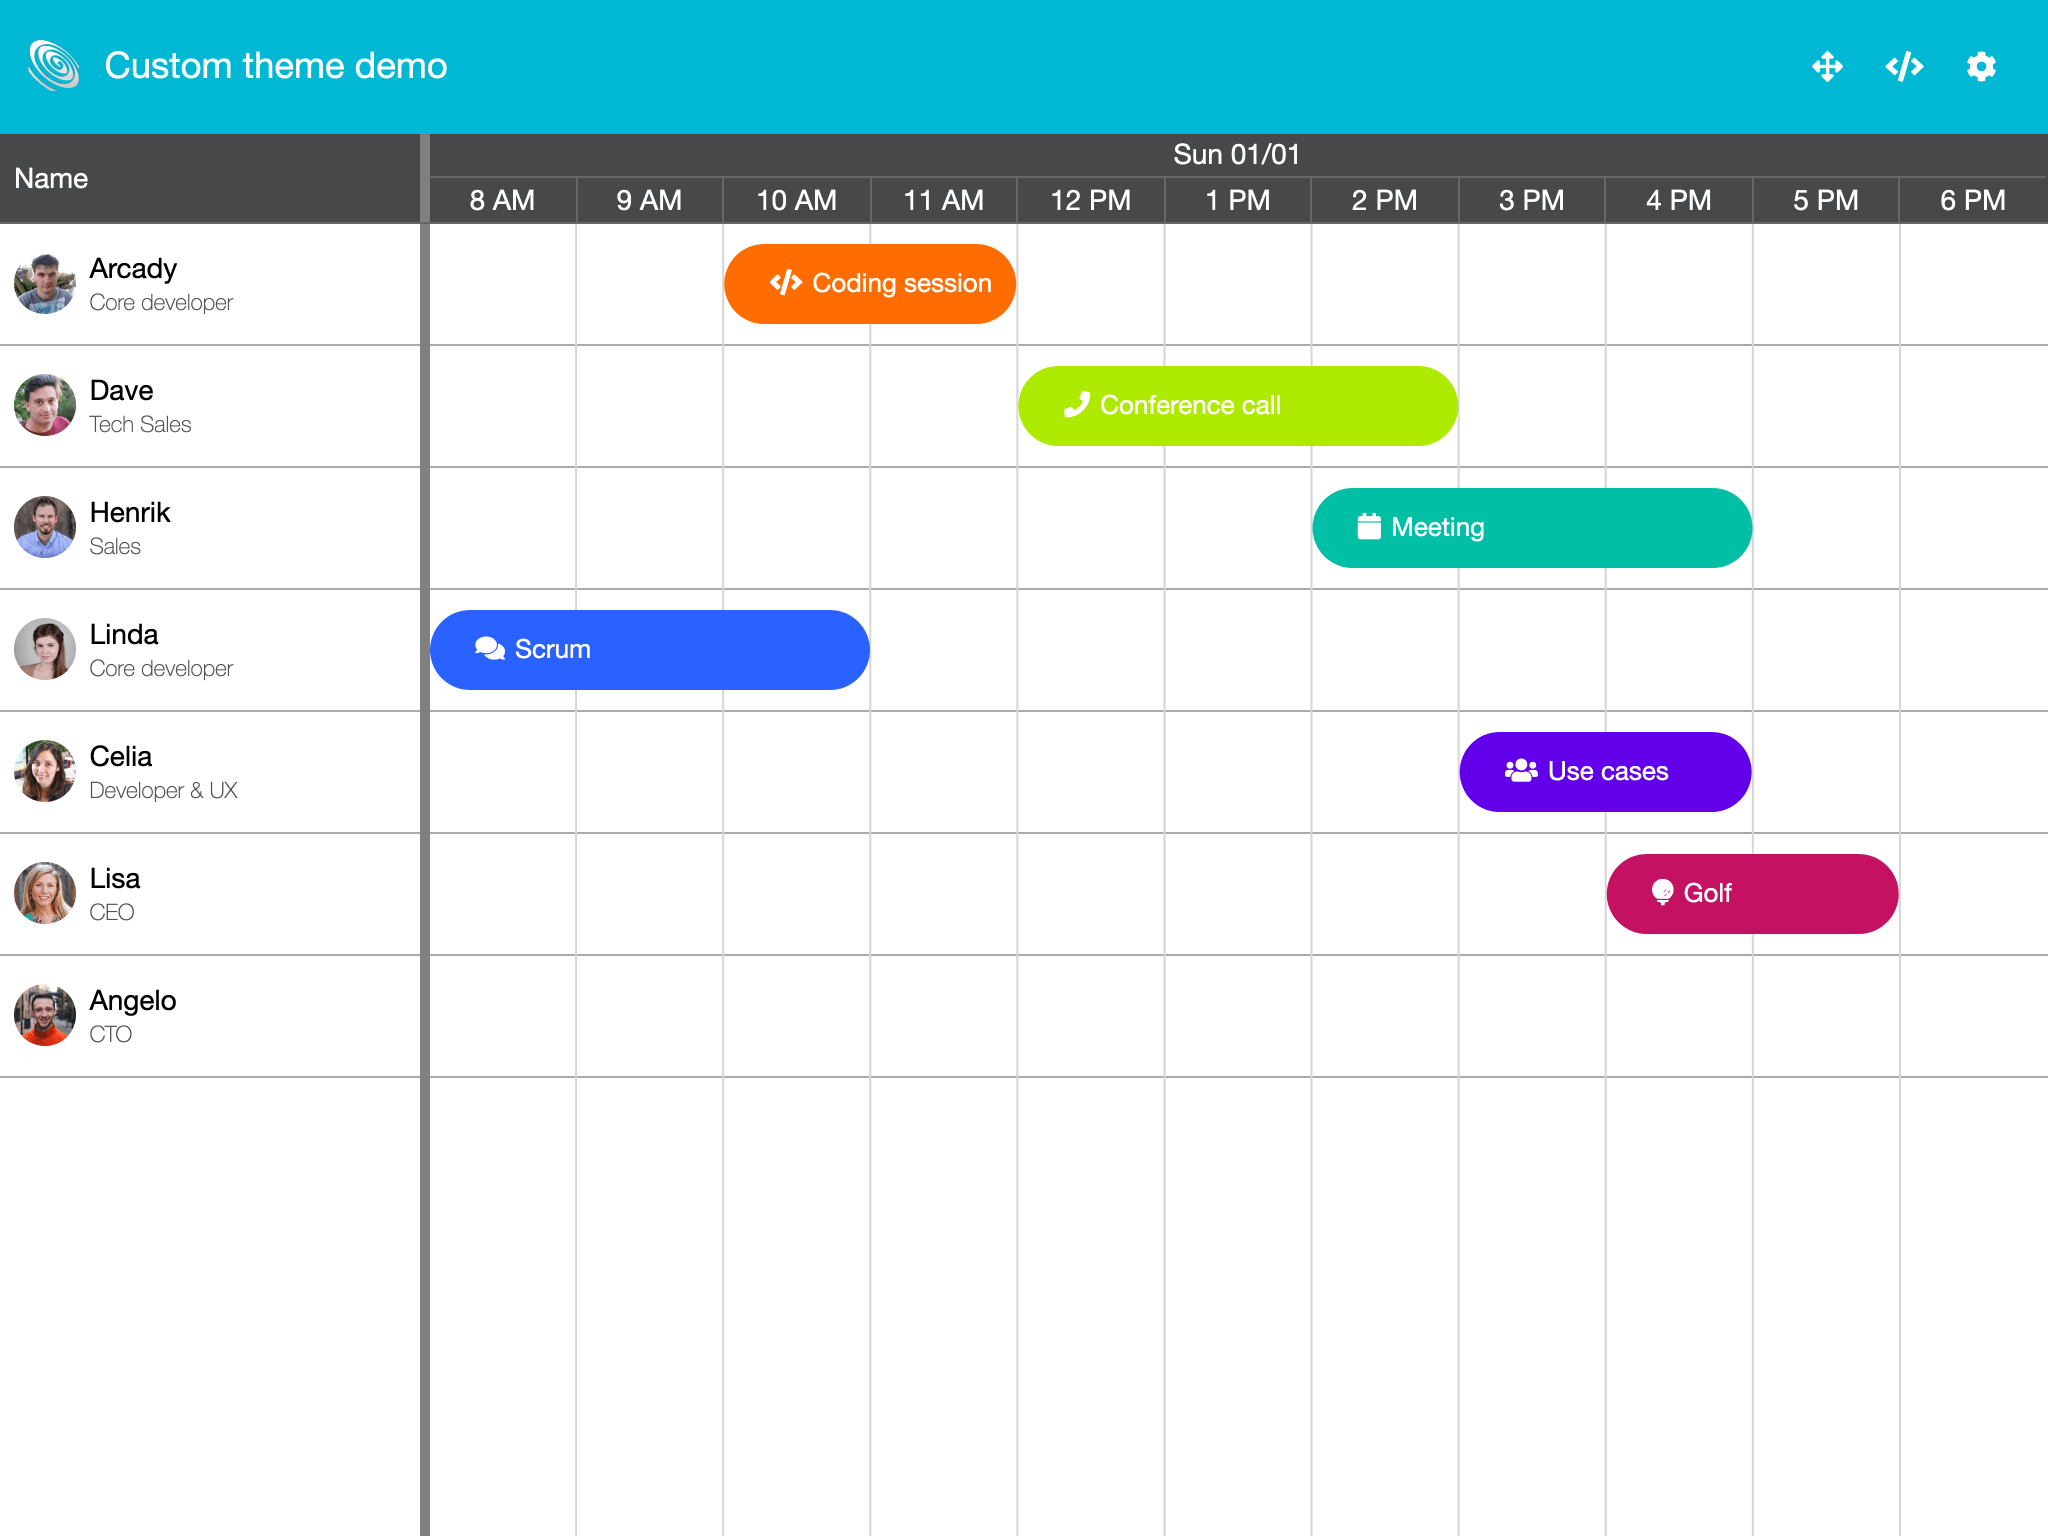 Custom theme demo
Name
Sun 01/01
8 AM 9 AM 10 AM 11 AM 12 PM 1 PM 2 PM 3 PM 4 PM 5 PM 6 PM
Arcady
Core developer
Coding session
Dave
Tech Sales
Conference call
Henrik
Sales
Meeting
Linda
Core developer
Scrum
Celia
Developer & UX
Use cases
Lisa
CEO
Golf
Angelo
CTO